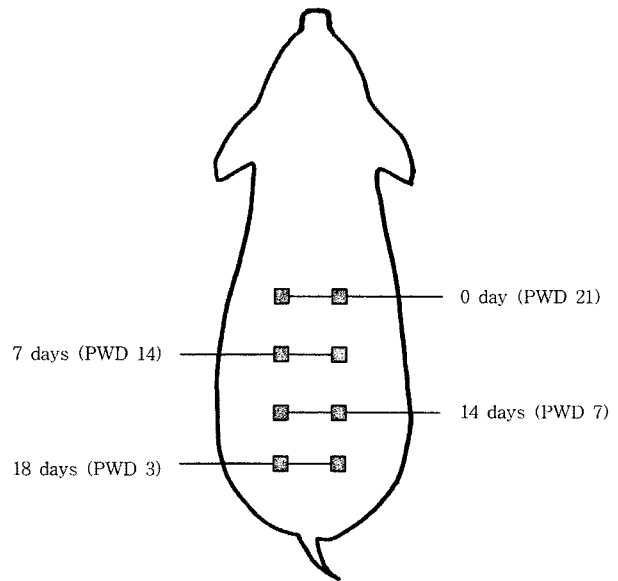 0 day (PWD 21)
7 days (PWD 14)
14 days (PWD 7)
18 days (PWD 3)